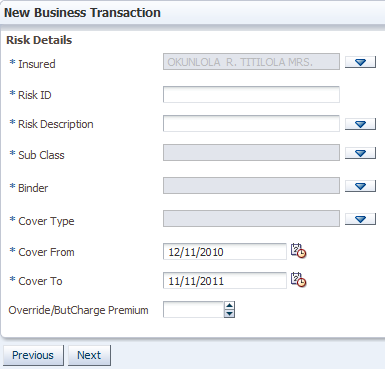 New Business Transaction
Risk Details
* Insured OKUNLOLA R. TITILOLA MRS.
* Risk ID
* Risk Description
* Sub Class
* Binder
* Cover Type
* Cover From 12/11/2010
* Cover To 11/11/2011
Override/ButCharge Premium
Previous Next